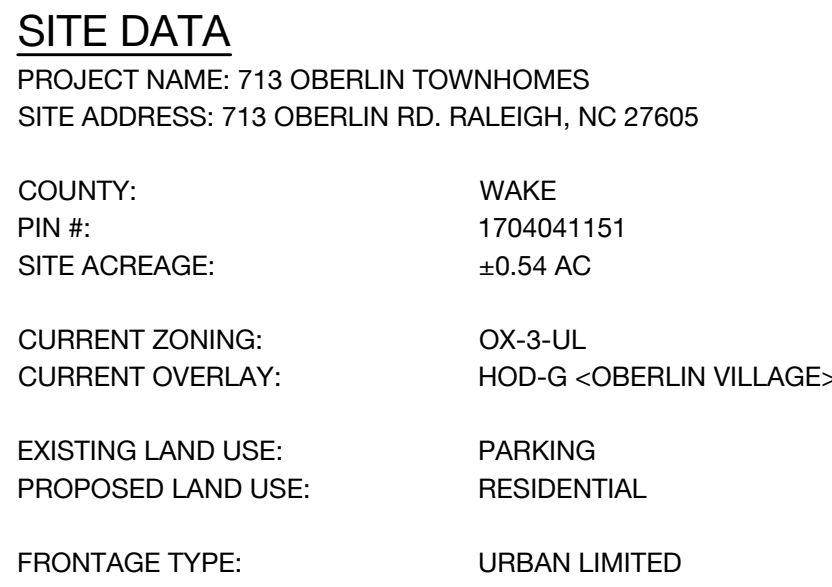 SITE DATA
PROJECT NAME: 713 OBERLIN TOWNHOMES
SITE ADDRESS: 713 OBERLIN RD. RALEIGH, NC 27605
COUNTY: WAKE
PIN #: 1704041151
SITE ACREAGE: ±0.54 AC
CURRENT ZONING: OX-3-UL
CURRENT OVERLAY: HOD-G <OBERLIN VILLAGE>
EXISTING LAND USE: PARKING
PROPOSED LAND USE: RESIDENTIAL
FRONTAGE TYPE: URBAN LIMITED